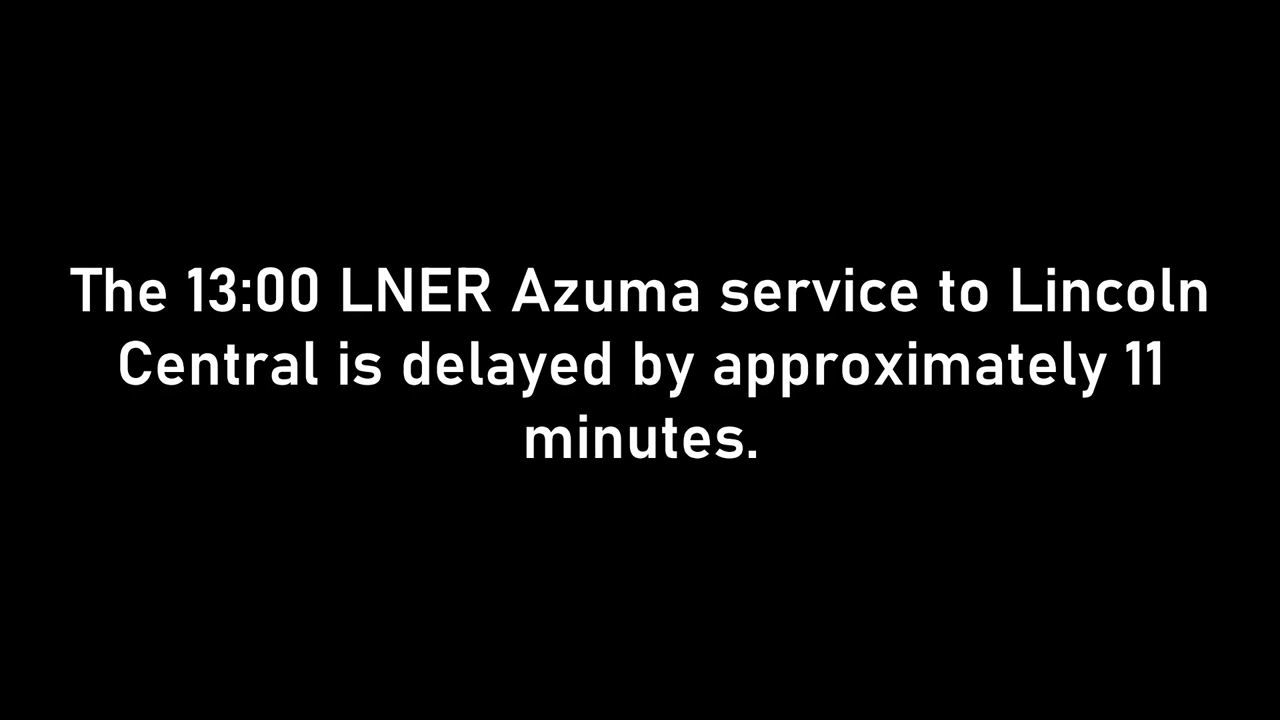 The 13:00 LNER Azuma service to Lincoln
Central is delayed by approximately 11
minutes.